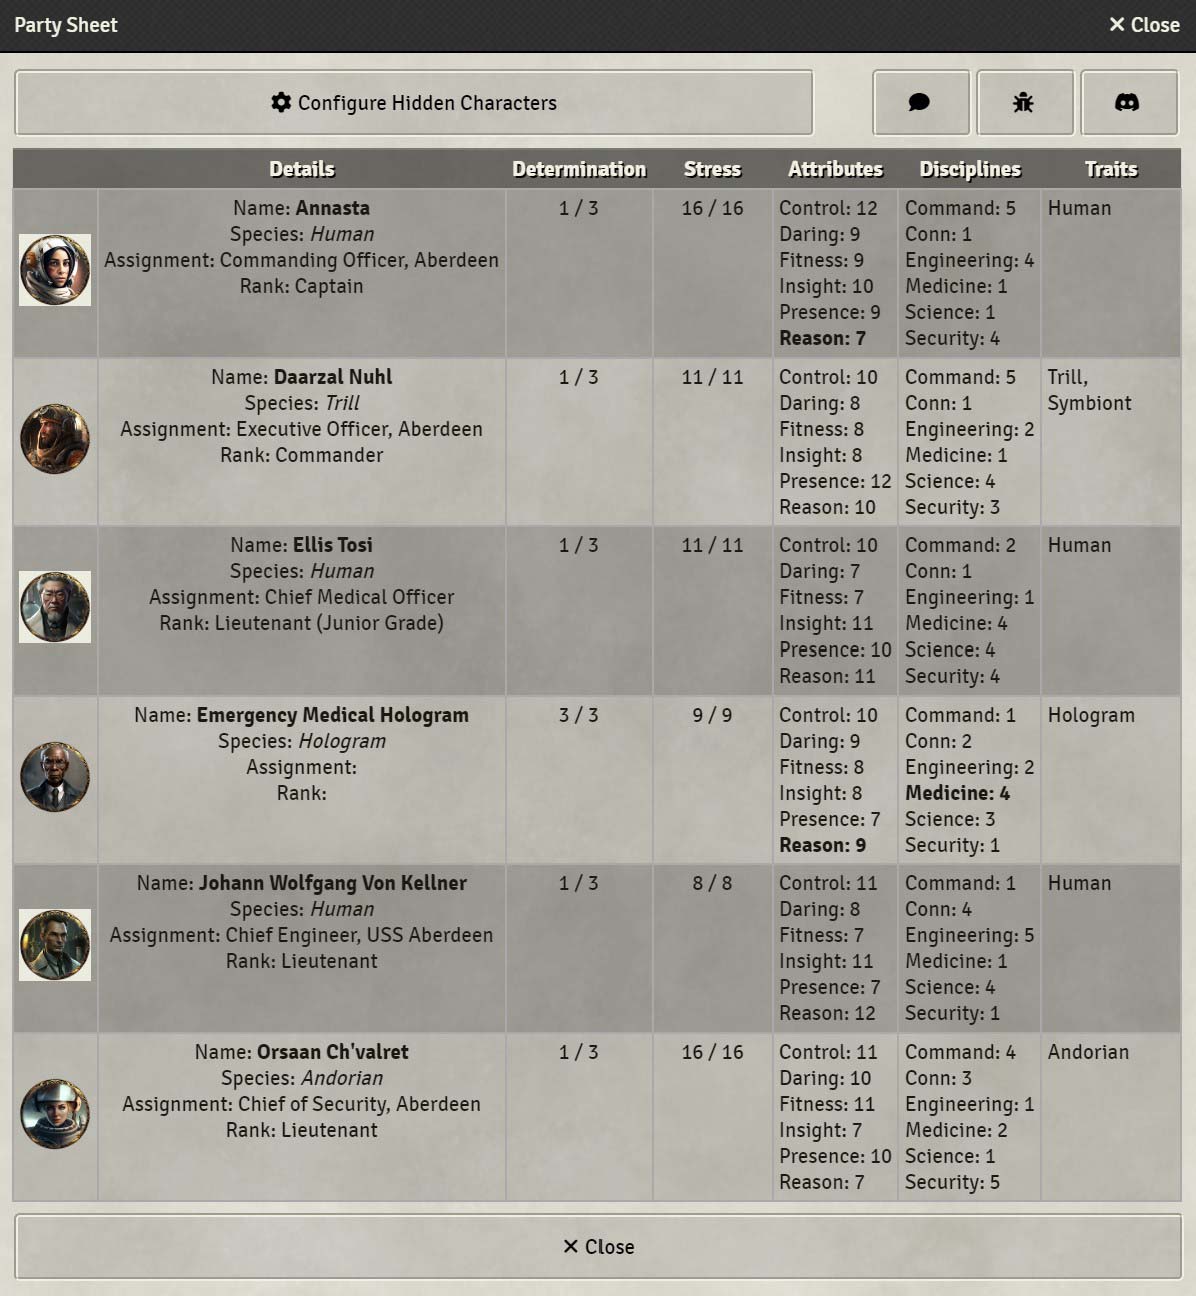 Party Sheet
Close
Configure Hidden Characters
Details Determination Stress Attributes Disciplines Traits
Name: Annasta
Species: Human
Assignment: Commanding Officer, Aberdeen
Rank: Captain
1 / 3
16 / 16
Control: 12
Daring: 9
Fitness: 9
Insight: 10
Presence: 9
Reason: 7
Command: 5
Conn: 1
Engineering: 4
Medicine: 1
Science: 1
Security: 4
Human
Name: Daarzal Nuhl
Species: Trill
Assignment: Executive Officer, Aberdeen
Rank: Commander
1 / 3
11 / 11
Control: 10
Daring: 8
Fitness: 8
Insight: 8
Presence: 12
Reason: 10
Command: 5
Conn: 1
Engineering: 2
Medicine: 1
Science: 4
Security: 3
Trill,
Symbiont
Name: Ellis Tosi
Species: Human
Assignment: Chief Medical Officer
Rank: Lieutenant (Junior Grade)
1 / 3
11 / 11
Control: 10
Daring: 7
Fitness: 7
Insight: 11
Presence: 10
Reason: 11
Command: 2
Conn: 1
Engineering: 1
Medicine: 4
Science: 4
Security: 4
Human
Name: Emergency Medical Hologram
Species: Hologram
Assignment:
Rank:
3 / 3
9 / 9
Control: 10
Daring: 9
Fitness: 8
Insight: 8
Presence: 7
Reason: 9
Command: 1
Conn: 2
Engineering: 2
Medicine: 4
Science: 3
Security: 1
Hologram
Name: Johann Wolfgang Von Kellner
Species: Human
Assignment: Chief Engineer, USS Aberdeen
Rank: Lieutenant
1 / 3
8 / 8
Control: 11
Daring: 8
Fitness: 7
Insight: 11
Presence: 7
Reason: 12
Command: 1
Conn: 4
Engineering: 5
Medicine: 1
Science: 4
Security: 1
Human
Name: Orsaan Ch'valret
Species: Andorian
Assignment: Chief of Security, Aberdeen
Rank: Lieutenant
1 / 3
16 / 16
Control: 11
Daring: 10
Fitness: 11
Insight: 7
Presence: 10
Reason: 7
Command: 4
Conn: 3
Engineering: 1
Medicine: 2
Science: 1
Security: 5
Andorian
Close